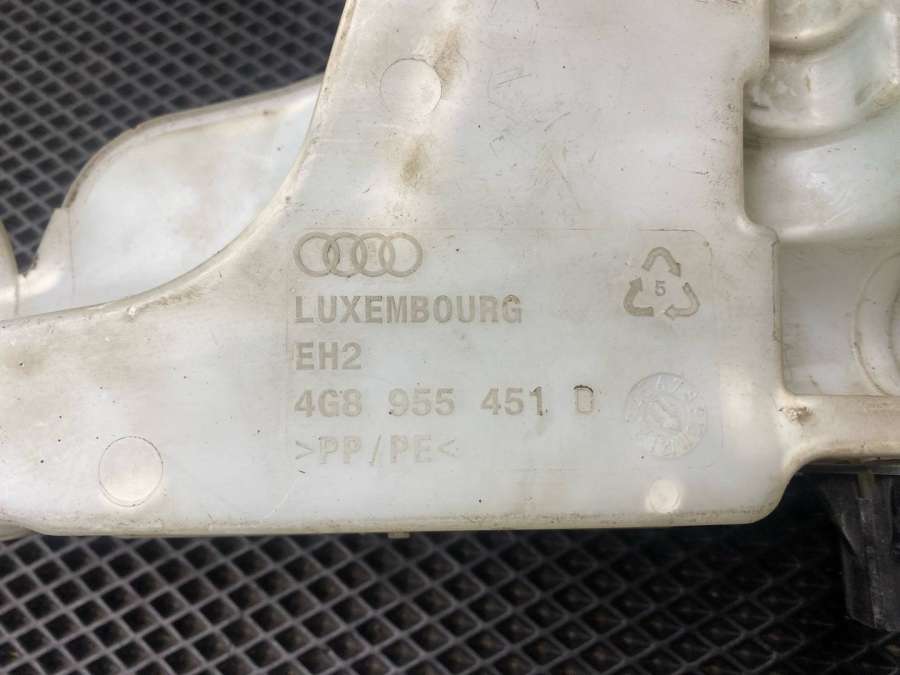 LUXEMBOURG
5
EH2
4G8 955 451 D
>PP/PE<